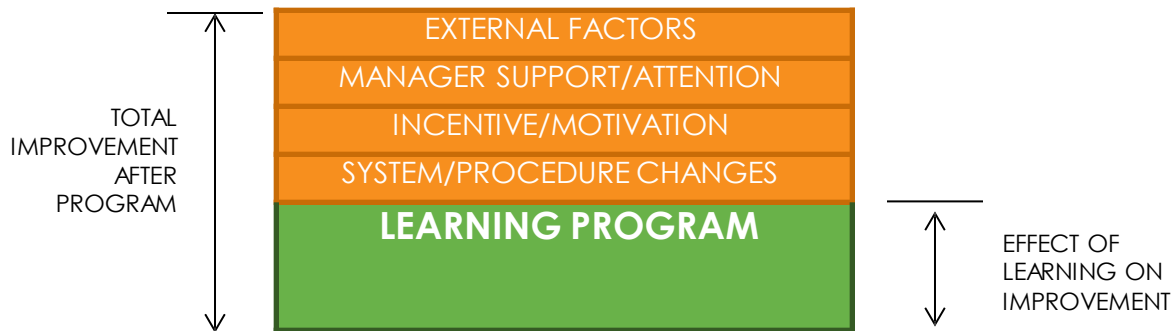 EXTERNAL FACTORS
MANAGER SUPPORT/ATTENTION
INCENTIVE/MOTIVATION
SYSTEM/PROCEDURE CHANGES
LEARNING PROGRAM
TOTAL
IMPROVEMENT
AFTER
PROGRAM
EFFECT OF
LEARNING ON
IMPROVEMENT